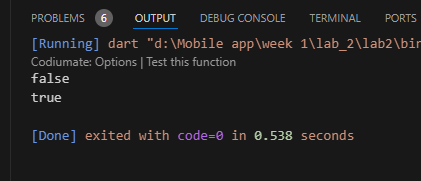 PROBLEMS 6 OUTPUT DEBUG CONSOLE TERMINAL PORTS
[Running] dart "d:\Mobile app\week 1\lab_2\lab2\bin
Codiumate: Options | Test this function
false
true
[Done] exited with code=0 in 0.538 seconds